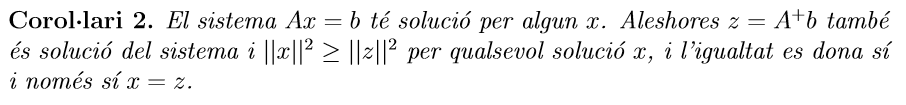 Corol·lari 2. El sistema Ax = b té solució per algun x. Aleshores z = A⁺b també
és solució del sistema i ||x||² ≥ ||z||² per qualsevol solució x, i l'igualtat es dona sí
i només sí x = z.